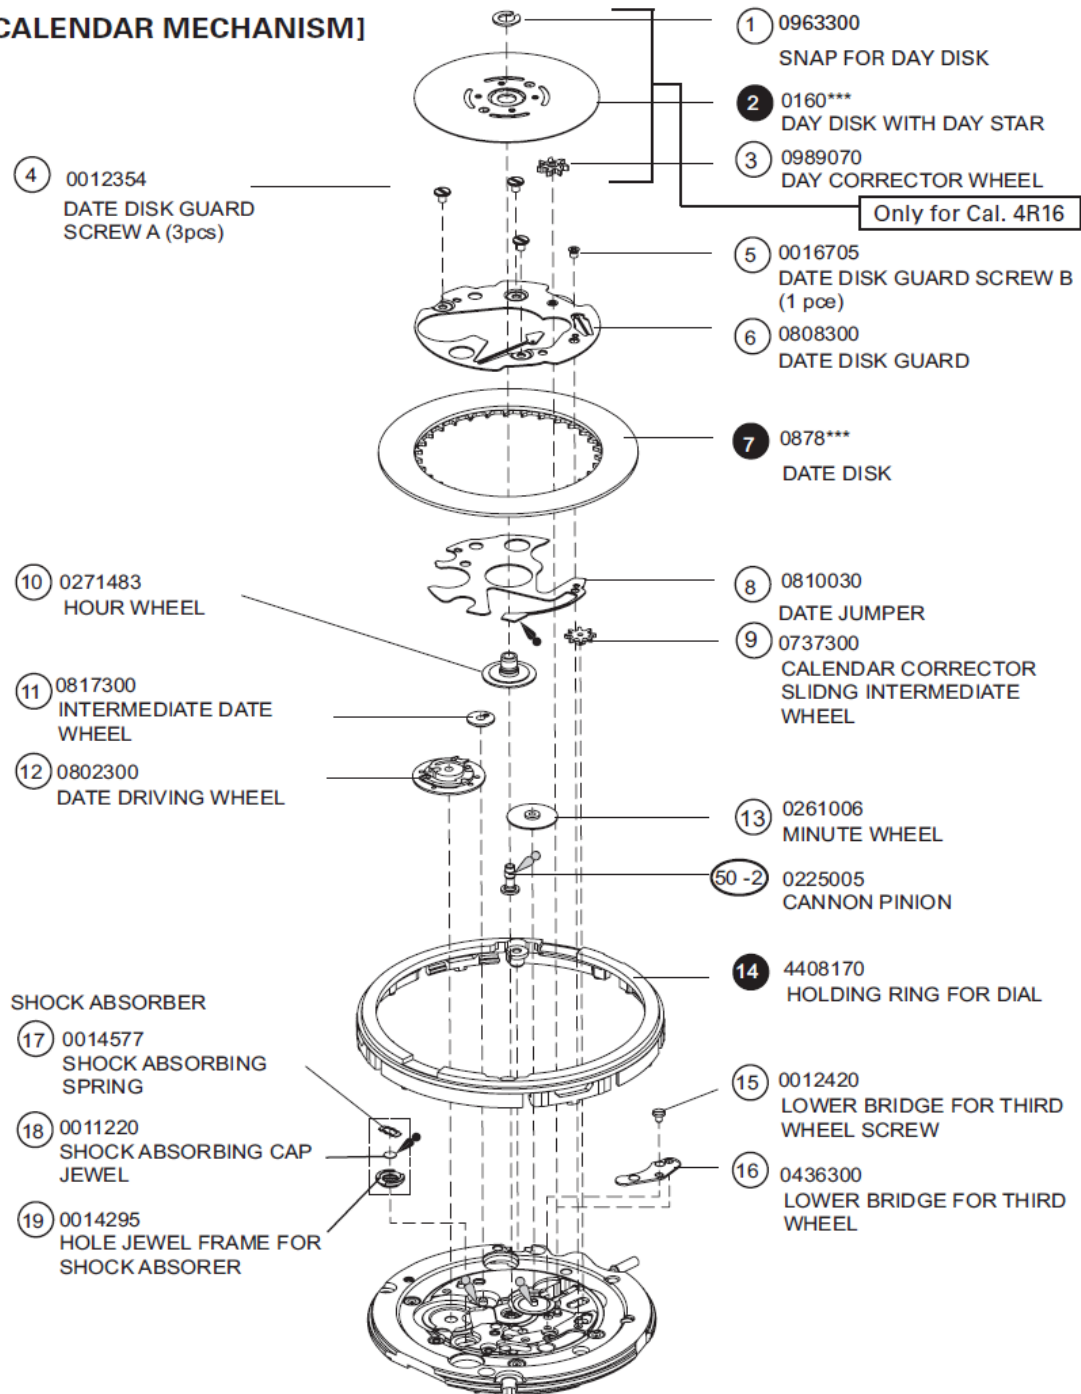 CALENDAR MECHANISM]
1 0963300
SNAP FOR DAY DISK
2 0160***
DAY DISK WITH DAY STAR
3 0989070
DAY CORRECTOR WHEEL
Only for Cal. 4R16
4 0012354
DATE DISK GUARD
SCREW A (3pcs)
5 0016705
DATE DISK GUARD SCREW B
(1 pce)
6 0808300
DATE DISK GUARD
7 0878***
DATE DISK
8 0810030
DATE JUMPER
9 0737300
CALENDAR CORRECTOR
SLIDNG INTERMEDIATE
WHEEL
10 0271483
HOUR WHEEL
11 0817300
INTERMEDIATE DATE
WHEEL
12 0802300
DATE DRIVING WHEEL
13 0261006
MINUTE WHEEL
50 -2 0225005
CANNON PINION
14 4408170
HOLDING RING FOR DIAL
15 0012420
LOWER BRIDGE FOR THIRD
WHEEL SCREW
16 0436300
LOWER BRIDGE FOR THIRD
WHEEL
SHOCK ABSORBER
17 0014577
SHOCK ABSORBING
SPRING
18 0011220
SHOCK ABSORBING CAP
JEWEL
19 0014295
HOLE JEWEL FRAME FOR
SHOCK ABSORER